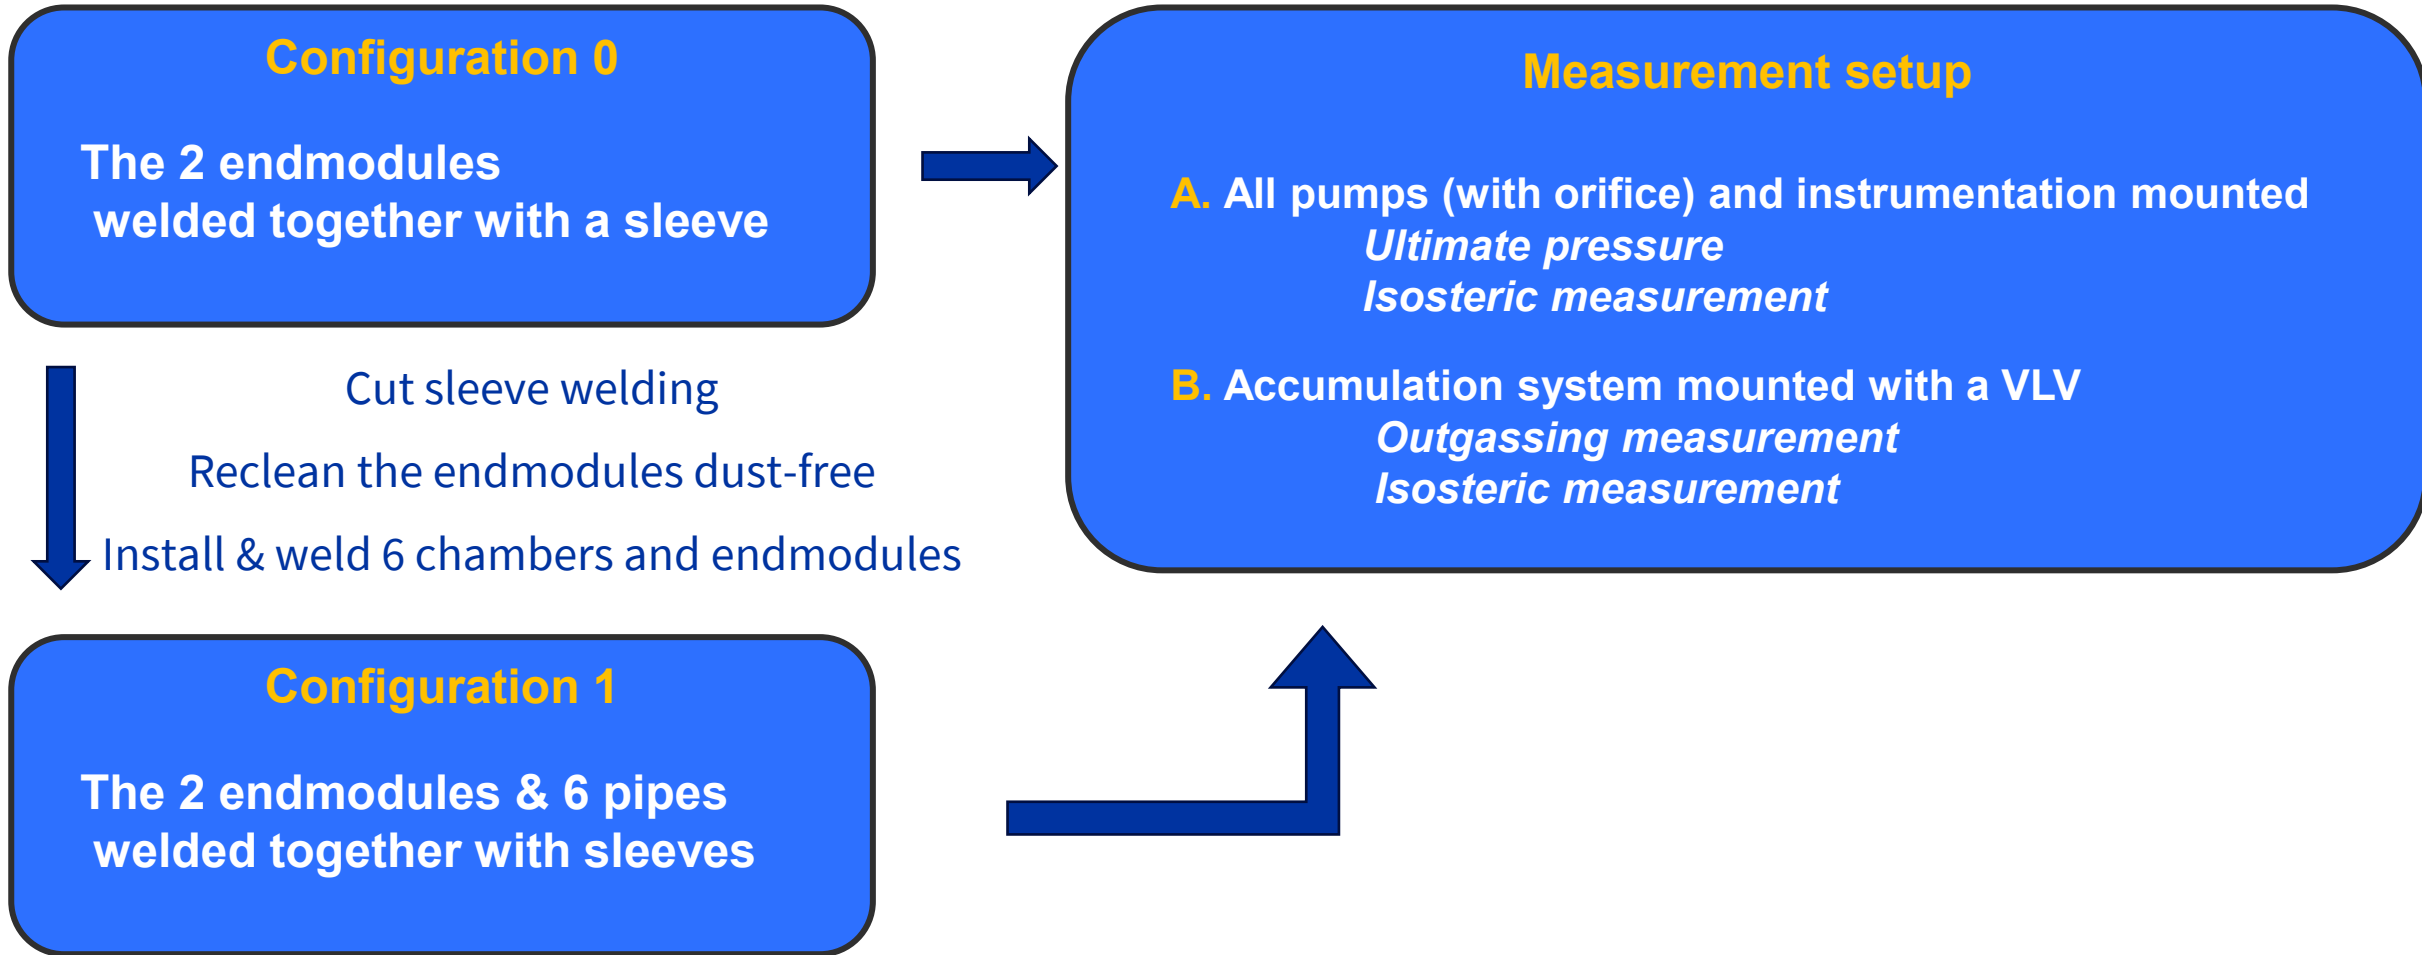 Configuration 0
The 2 endmodules
welded together with a sleeve
Cut sleeve welding
Reclean the endmodules dust-free
Install & weld 6 chambers and endmodules
Configuration 1
The 2 endmodules & 6 pipes
welded together with sleeves
Measurement setup
A. All pumps (with orifice) and instrumentation mounted
Ultimate pressure
Isosteric measurement
B. Accumulation system mounted with a VLV
Outgassing measurement
Isosteric measurement